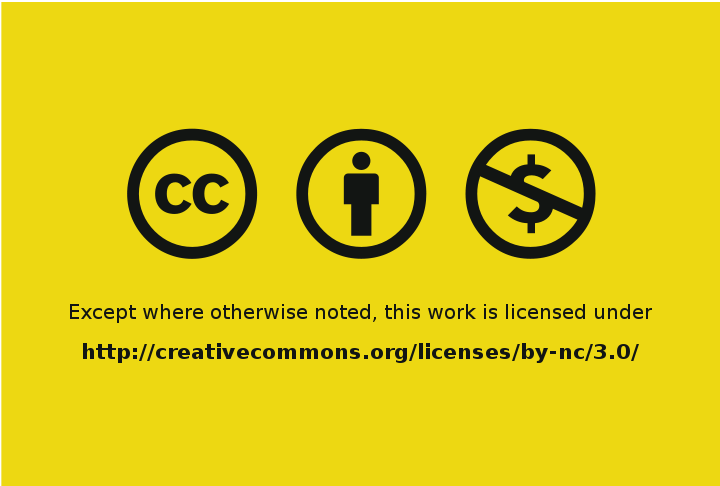 cc
Except where otherwise noted, this work is licensed under
http://creativecommons.org/licenses/by-nc/3.0/